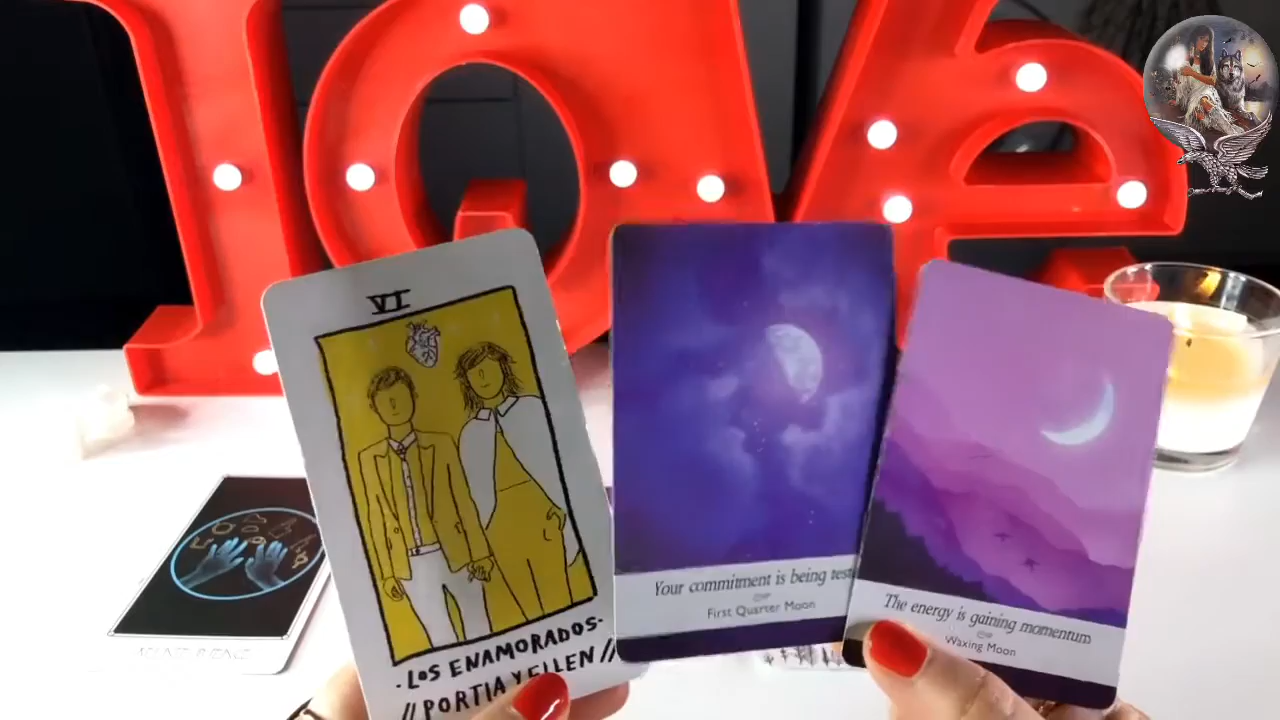 love
VI
·LOS ENAMORADOS·
//PORTIA Y ELLEN//
Your commitment is being
First Quarter Moon
The energy is gaining momentum
Waxing Moon